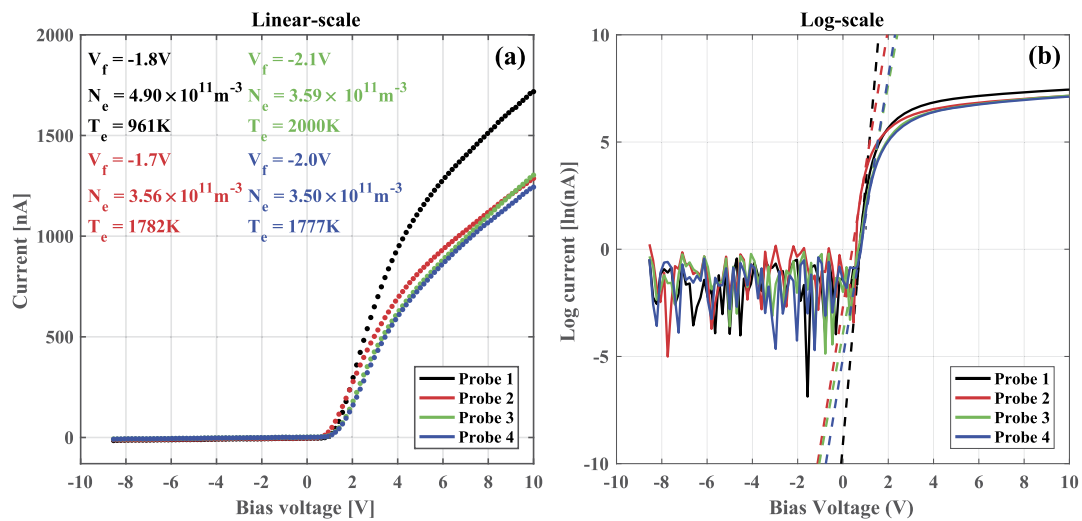 Linear-scale
(a)
V_f = -1.8V
N_e = 4.90 × 10^11 m^-3
T_e = 961K
V_f = -2.1V
N_e = 3.59 × 10^11 m^-3
T_e = 2000K
V_f = -1.7V
N_e = 3.56 × 10^11 m^-3
T_e = 1782K
V_f = -2.0V
N_e = 3.50 × 10^11 m^-3
T_e = 1777K
2000
1500
1000
500
0
Current [nA]
Probe 1
Probe 2
Probe 3
Probe 4
-10 -8 -6 -4 -2 0 2 4 6 8 10
Bias voltage [V]
Log-scale
(b)
10
5
0
-5
-10
Log current [ln(nA)]
Probe 1
Probe 2
Probe 3
Probe 4
-10 -8 -6 -4 -2 0 2 4 6 8 10
Bias Voltage (V)